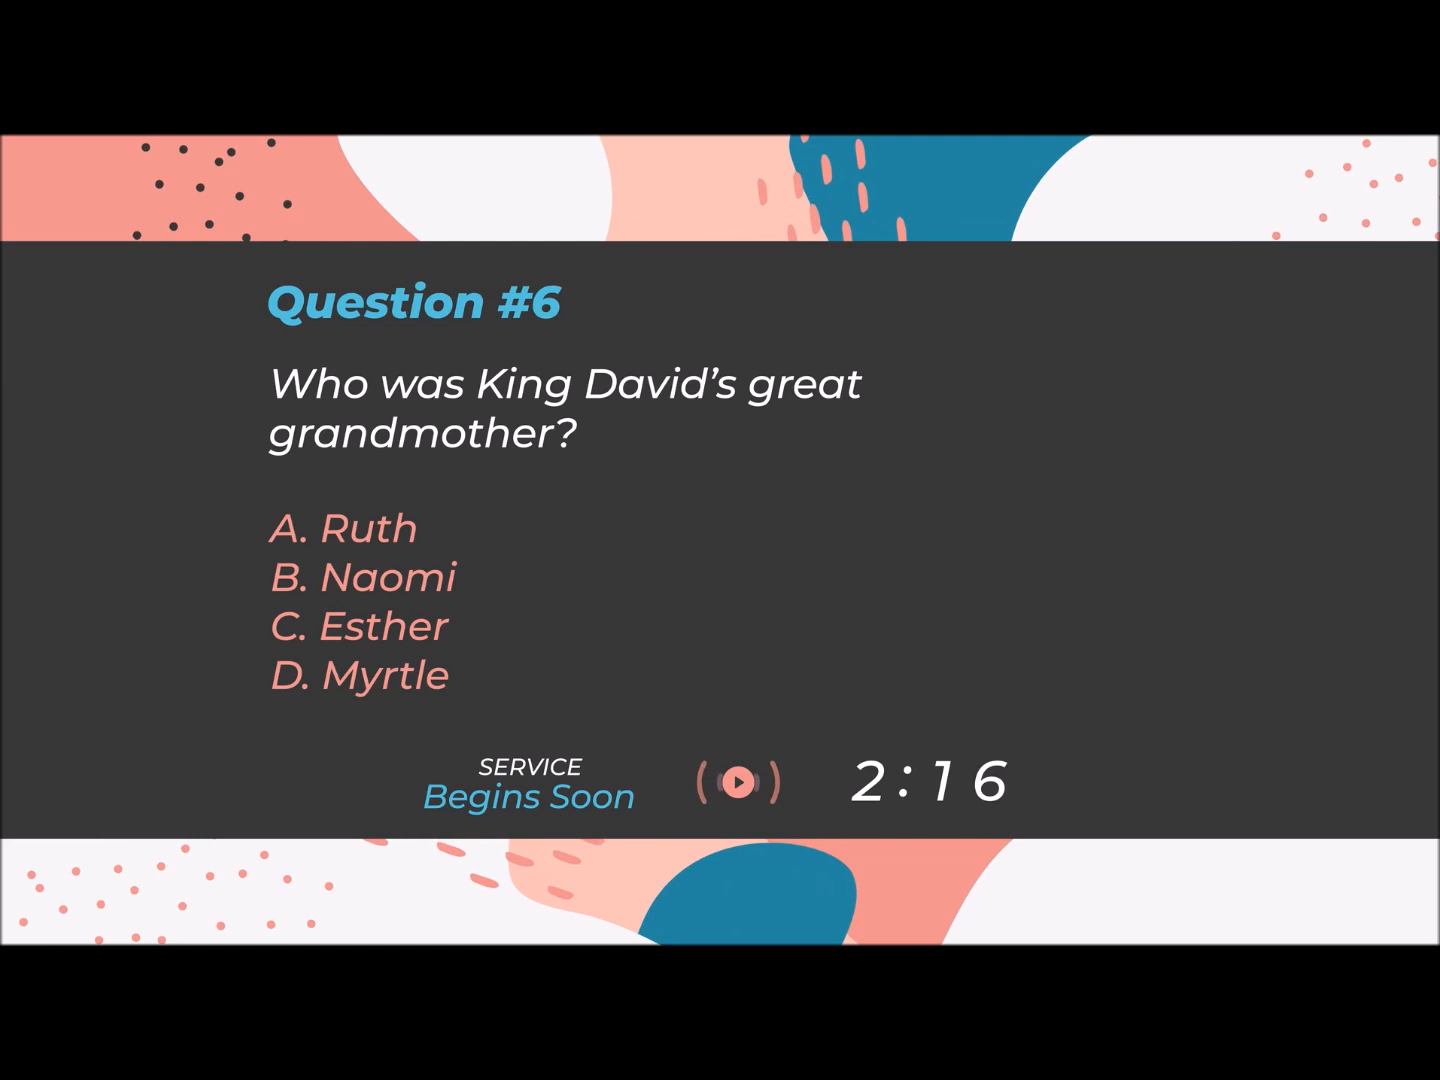 Question #6
Who was King David’s great
grandmother?
A. Ruth
B. Naomi
C. Esther
D. Myrtle
SERVICE
Begins Soon
2:16